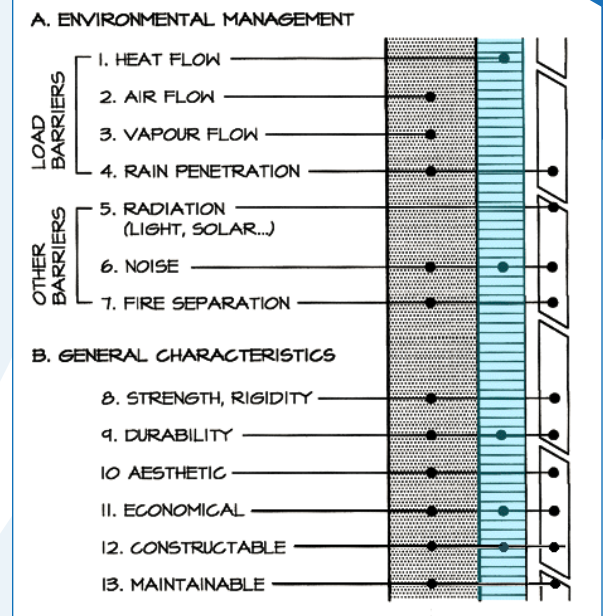 A. ENVIRONMENTAL MANAGEMENT
LOAD BARRIERS
1. HEAT FLOW
2. AIR FLOW
3. VAPOUR FLOW
4. RAIN PENETRATION
OTHER BARRIERS
5. RADIATION
(LIGHT, SOLAR...)
6. NOISE
7. FIRE SEPARATION
B. GENERAL CHARACTERISTICS
8. STRENGTH, RIGIDITY
9. DURABILITY
10 AESTHETIC
11. ECONOMICAL
12. CONSTRUCTABLE
13. MAINTAINABLE